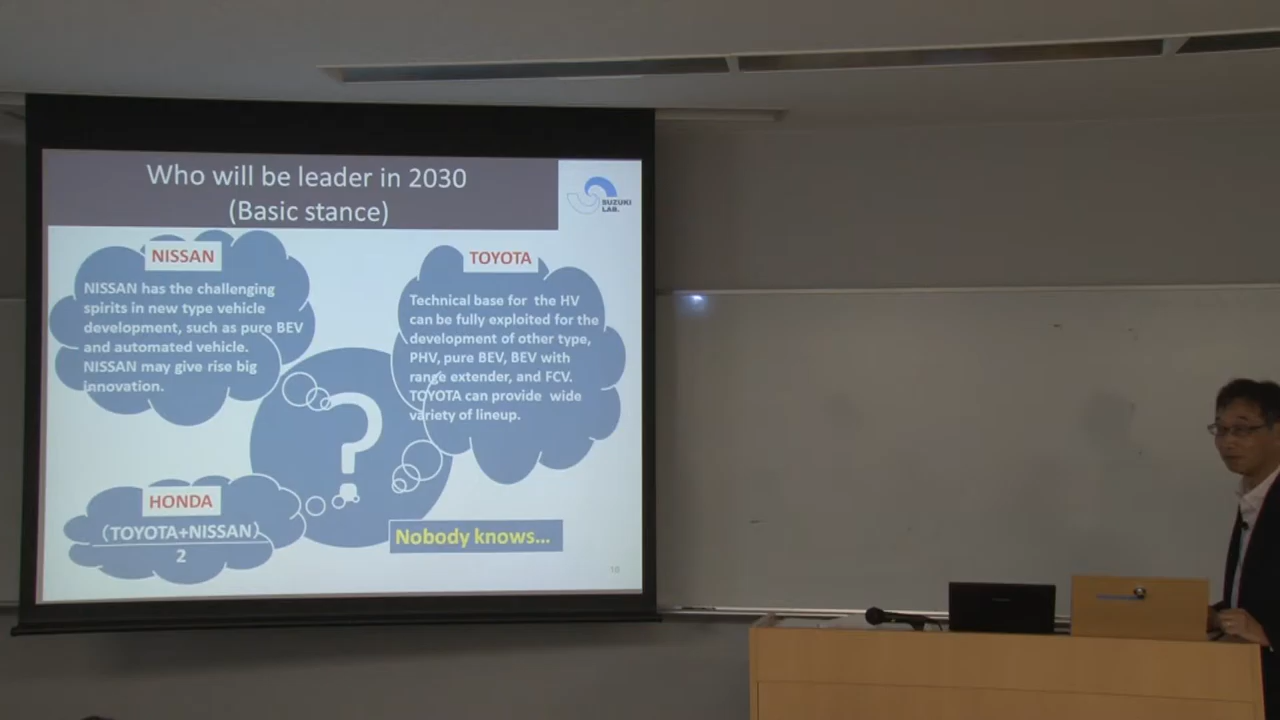 Who will be leader in 2030
(Basic stance)
SUZUKI
LAB.
NISSAN
NISSAN has the challenging
spirits in new type vehicle
development, such as pure BEV
and automated vehicle.
NISSAN may give rise big
innovation.
TOYOTA
Technical base for the HV
can be fully exploited for the
development of other type,
PHV, pure BEV, BEV with
range extender, and FCV.
TOYOTA can provide wide
variety of lineup.
?
HONDA
(TOYOTA+NISSAN)
2
Nobody knows...
18